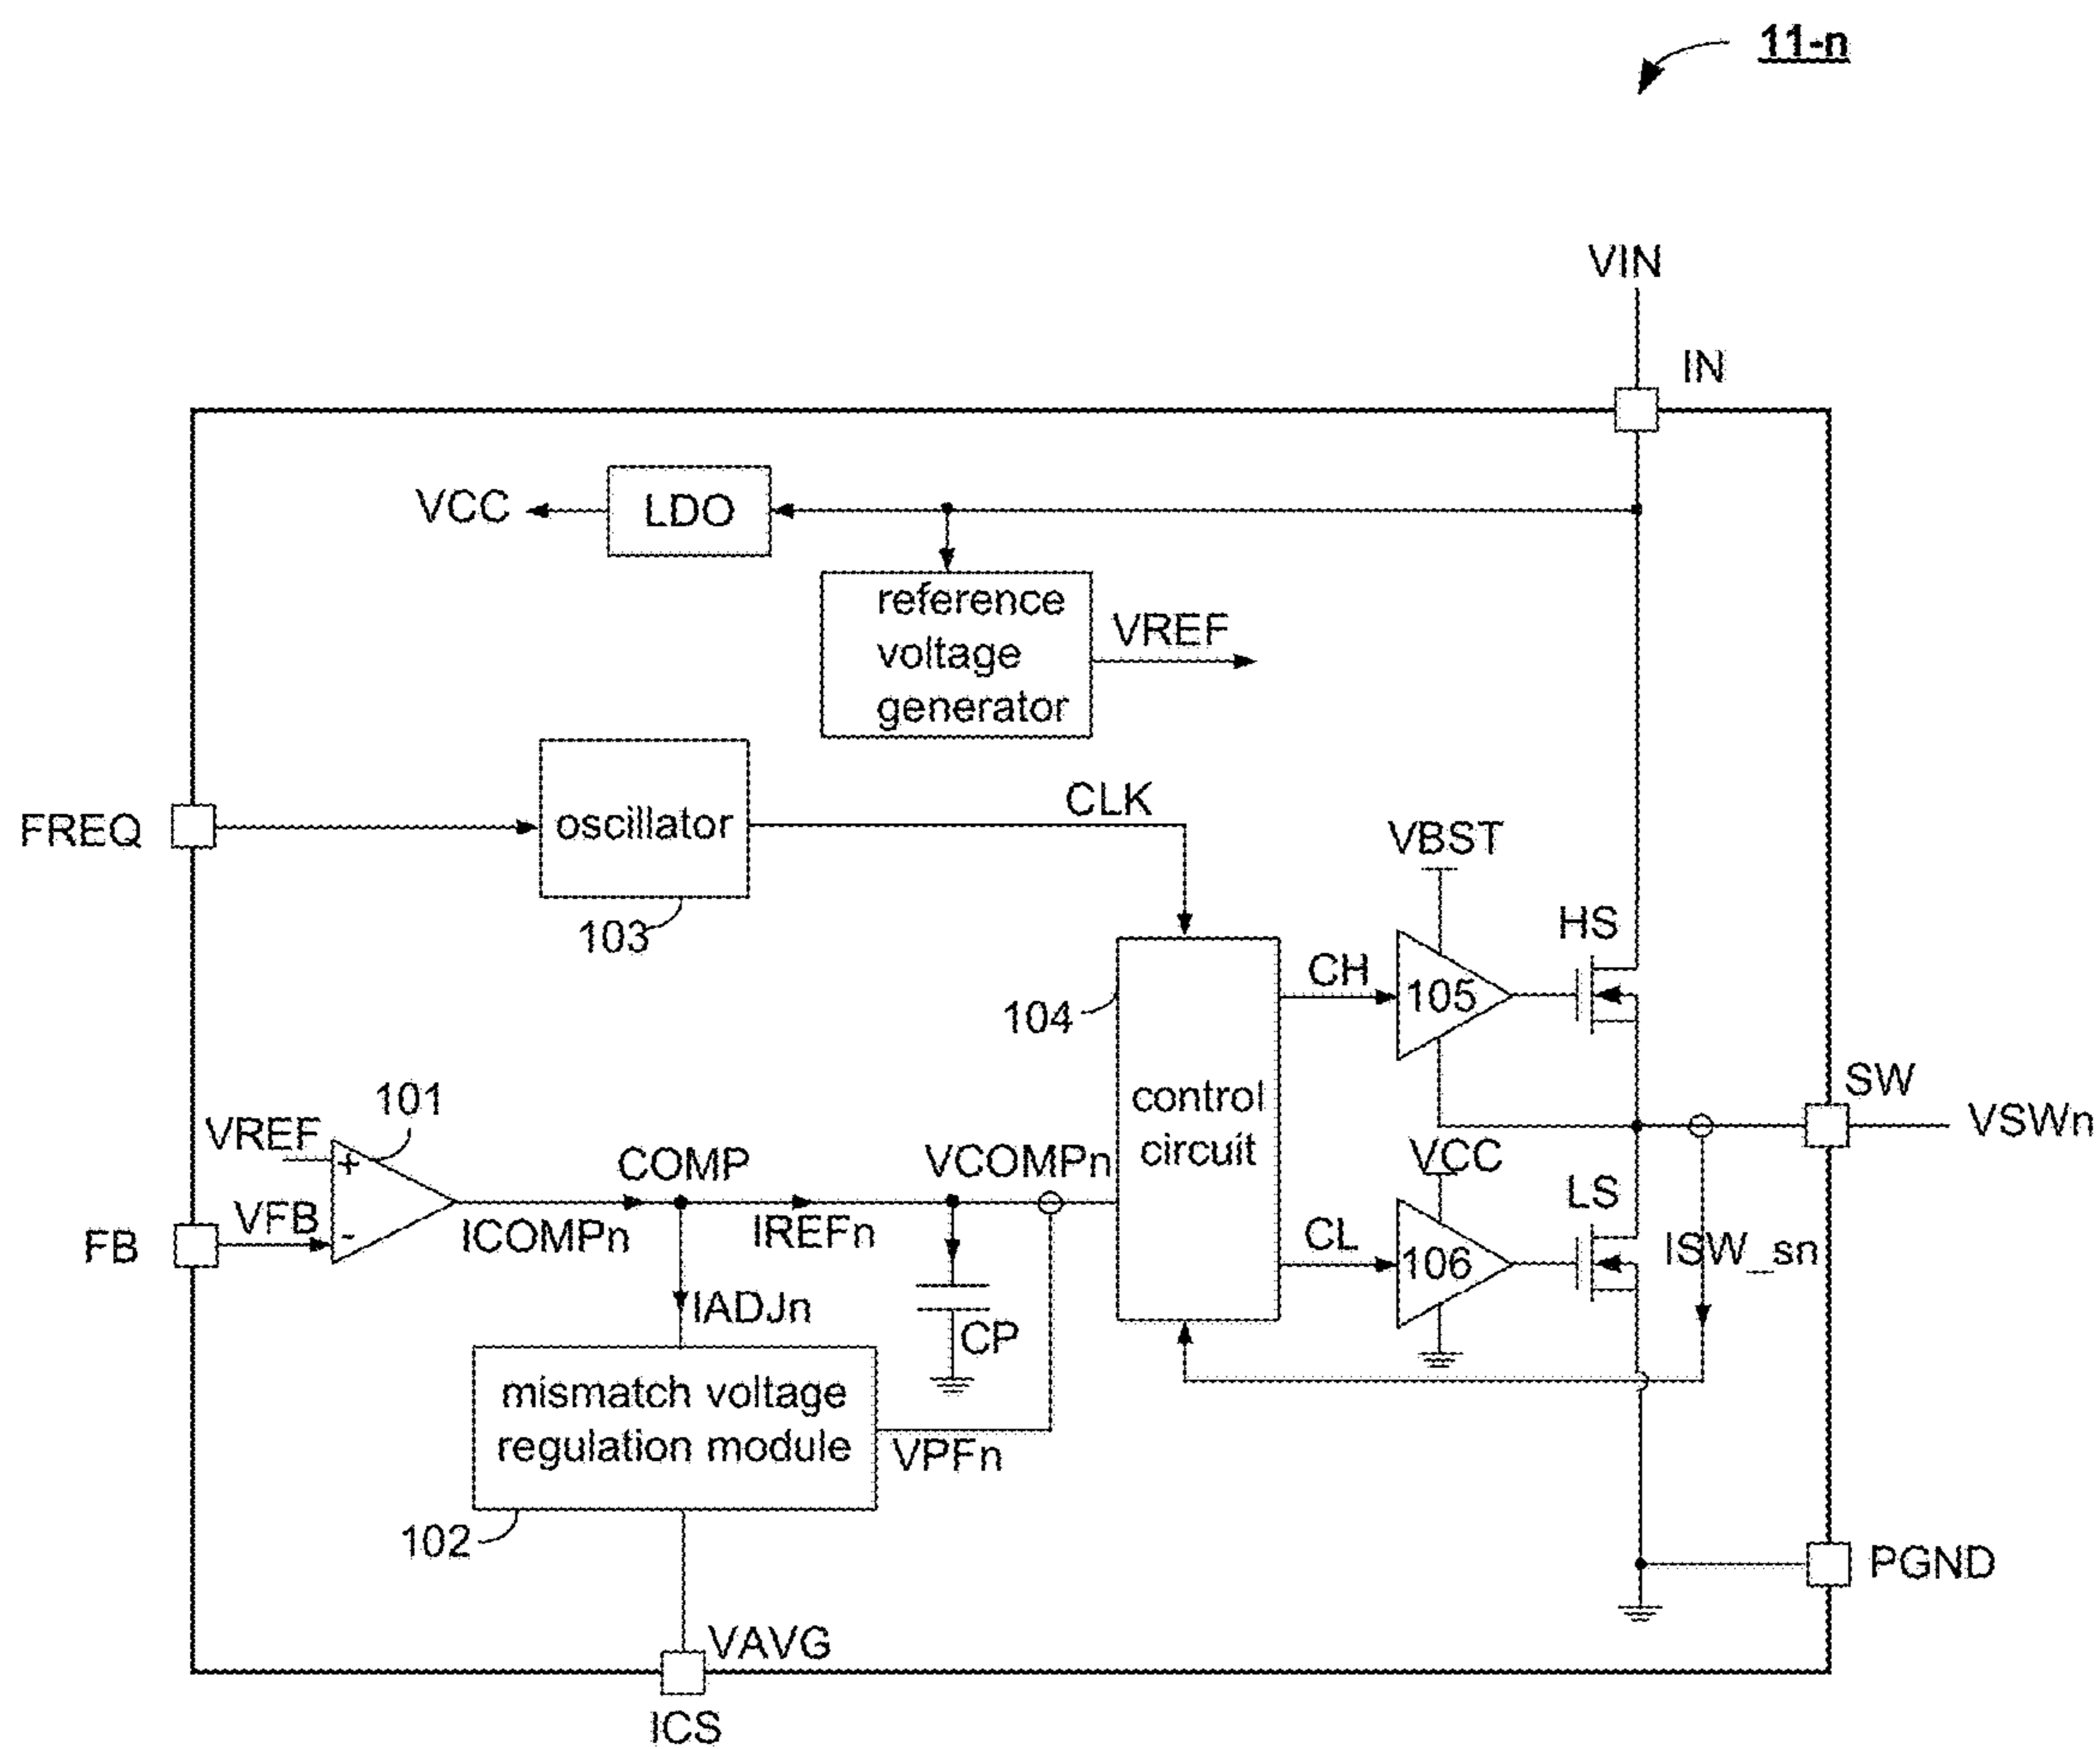 11-n
VIN
IN
VCC
LDO
reference
voltage
generator
VREF
FREQ
oscillator
CLK
103
VBST
HS
CH
105
104
control
circuit
SW
VSWn
101
VREF
+
VFB
-
FB
COMP
ICOMPn
IREFn
VCOMPn
VCC
LS
CL
106
ISW_sn
IADJn
CP
mismatch voltage
regulation module
VPFn
102
PGND
VAVG
ICS